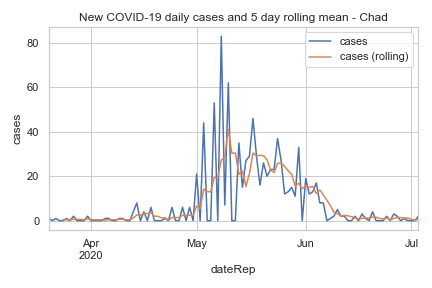 New COVID-19 daily cases and 5 day rolling mean - Chad
cases
cases (rolling)
80
60
40
20
0
cases
Apr
2020
May
Jun
Jul
dateRep